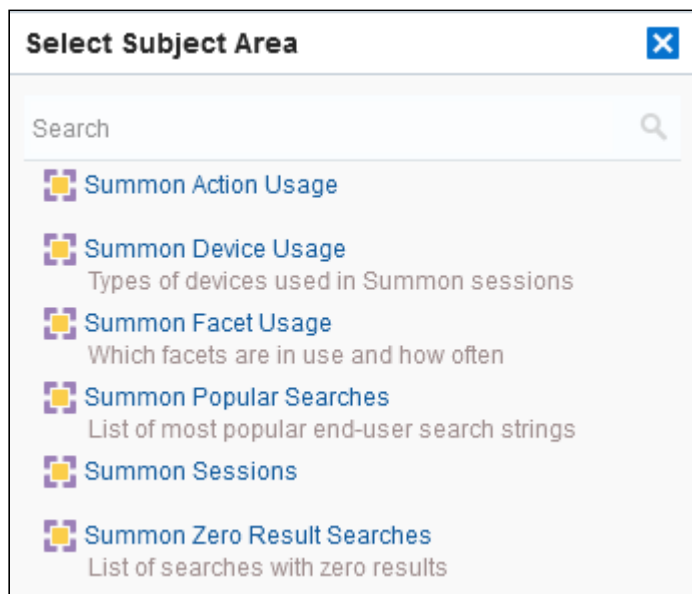 Select Subject Area
Search
Summon Action Usage
Summon Device Usage
Types of devices used in Summon sessions
Summon Facet Usage
Which facets are in use and how often
Summon Popular Searches
List of most popular end-user search strings
Summon Sessions
Summon Zero Result Searches
List of searches with zero results